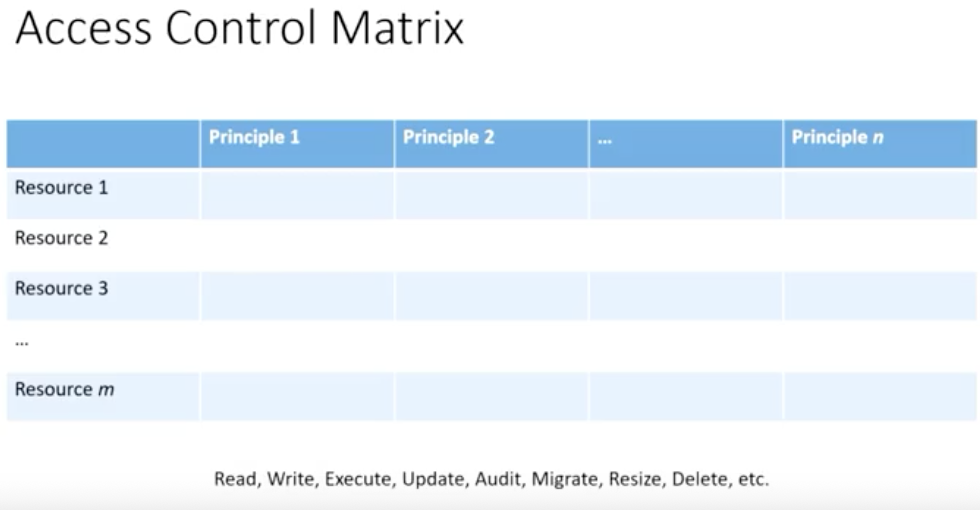 Access Control Matrix
Principle 1 Principle 2 ... Principle n
Resource 1
Resource 2
Resource 3
...
Resource m
Read, Write, Execute, Update, Audit, Migrate, Resize, Delete, etc.